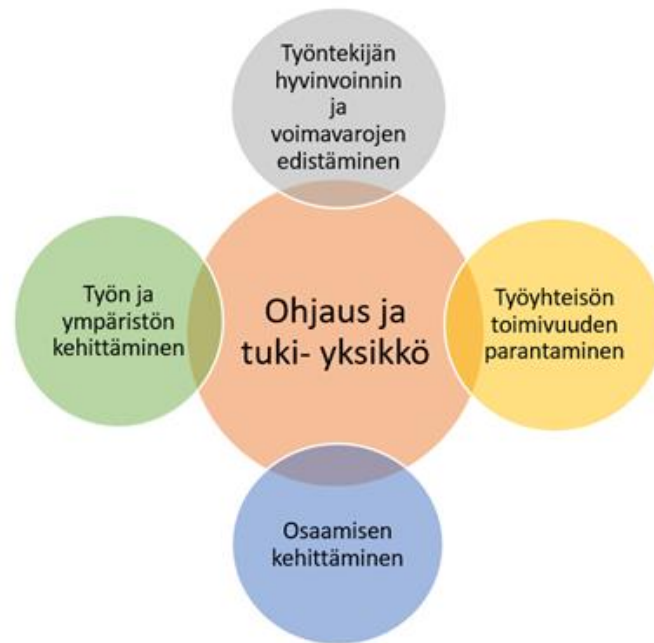 Työntekijän
hyvinvoinnin
ja
voimavarojen
edistäminen
Työn ja
ympäristön
kehittäminen
Ohjaus ja
tuki- yksikkö
Työyhteisön
toimivuuden
parantaminen
Osaamisen
kehittäminen